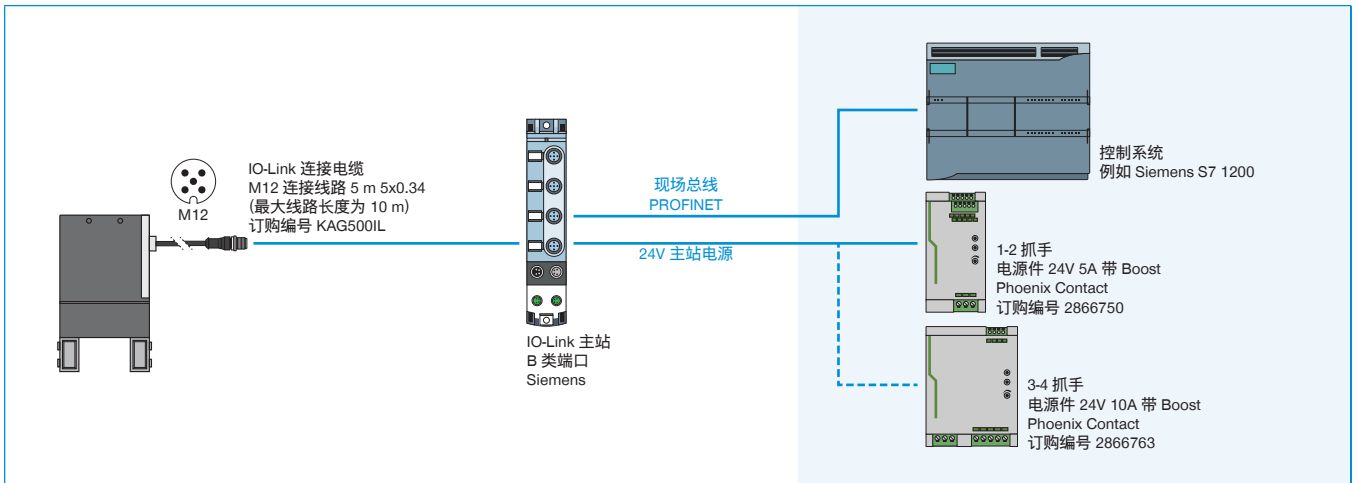 M12
IO-Link 连接电缆
M12 连接线路 5 m 5x0.34
(最大线路长度为 10 m)
订购编号 KAG500IL
IO-Link 主站
B 类端口
Siemens
现场总线
PROFINET
24V 主站电源
控制系统
例如 Siemens S7 1200
1-2 抓手
电源件 24V 5A 带 Boost
Phoenix Contact
订购编号 2866750
3-4 抓手
电源件 24V 10A 带 Boost
Phoenix Contact
订购编号 2866763